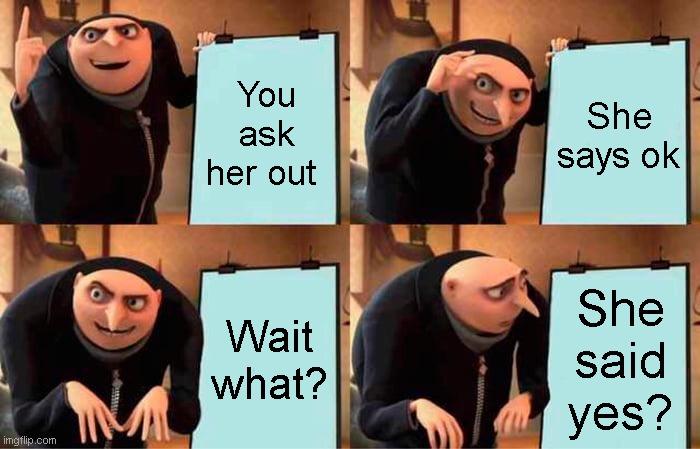 You
ask
her out
She
says ok
Wait
what?
She
said
yes?
imgflip.com